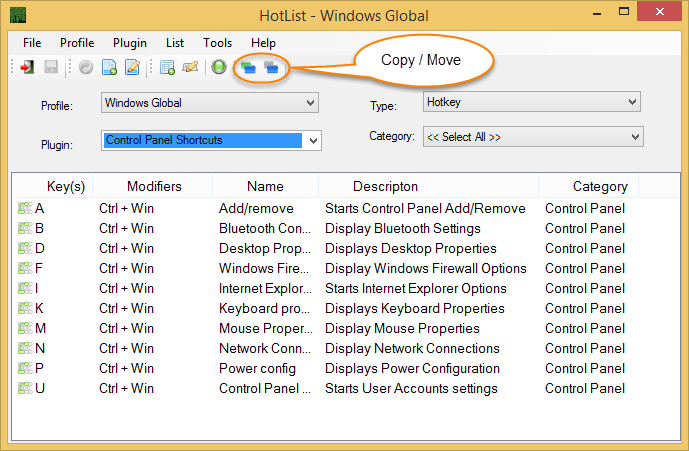 HotList - Windows Global
File Profile Plugin List Tools Help
Copy / Move
Profile: Windows Global Type: Hotkey
Plugin: Control Panel Shortcuts Category: << Select All >>
Key(s) Modifiers Name Descripton Category
A Ctrl + Win Add/remove Starts Control Panel Add/Remove Control Panel
B Ctrl + Win Bluetooth Con... Display Bluetooth Settings Control Panel
D Ctrl + Win Desktop Prop... Displays Desktop Properties Control Panel
F Ctrl + Win Windows Fire... Display Windows Firewall Options Control Panel
I Ctrl + Win Internet Explor... Starts Internet Explorer Options Control Panel
K Ctrl + Win Keyboard pro... Displays Keyboard Properties Control Panel
M Ctrl + Win Mouse Proper... Display Mouse Properties Control Panel
N Ctrl + Win Network Conn... Display Network Connections Control Panel
P Ctrl + Win Power config Displays Power Configuration Control Panel
U Ctrl + Win Control Panel ... Starts User Accounts settings Control Panel